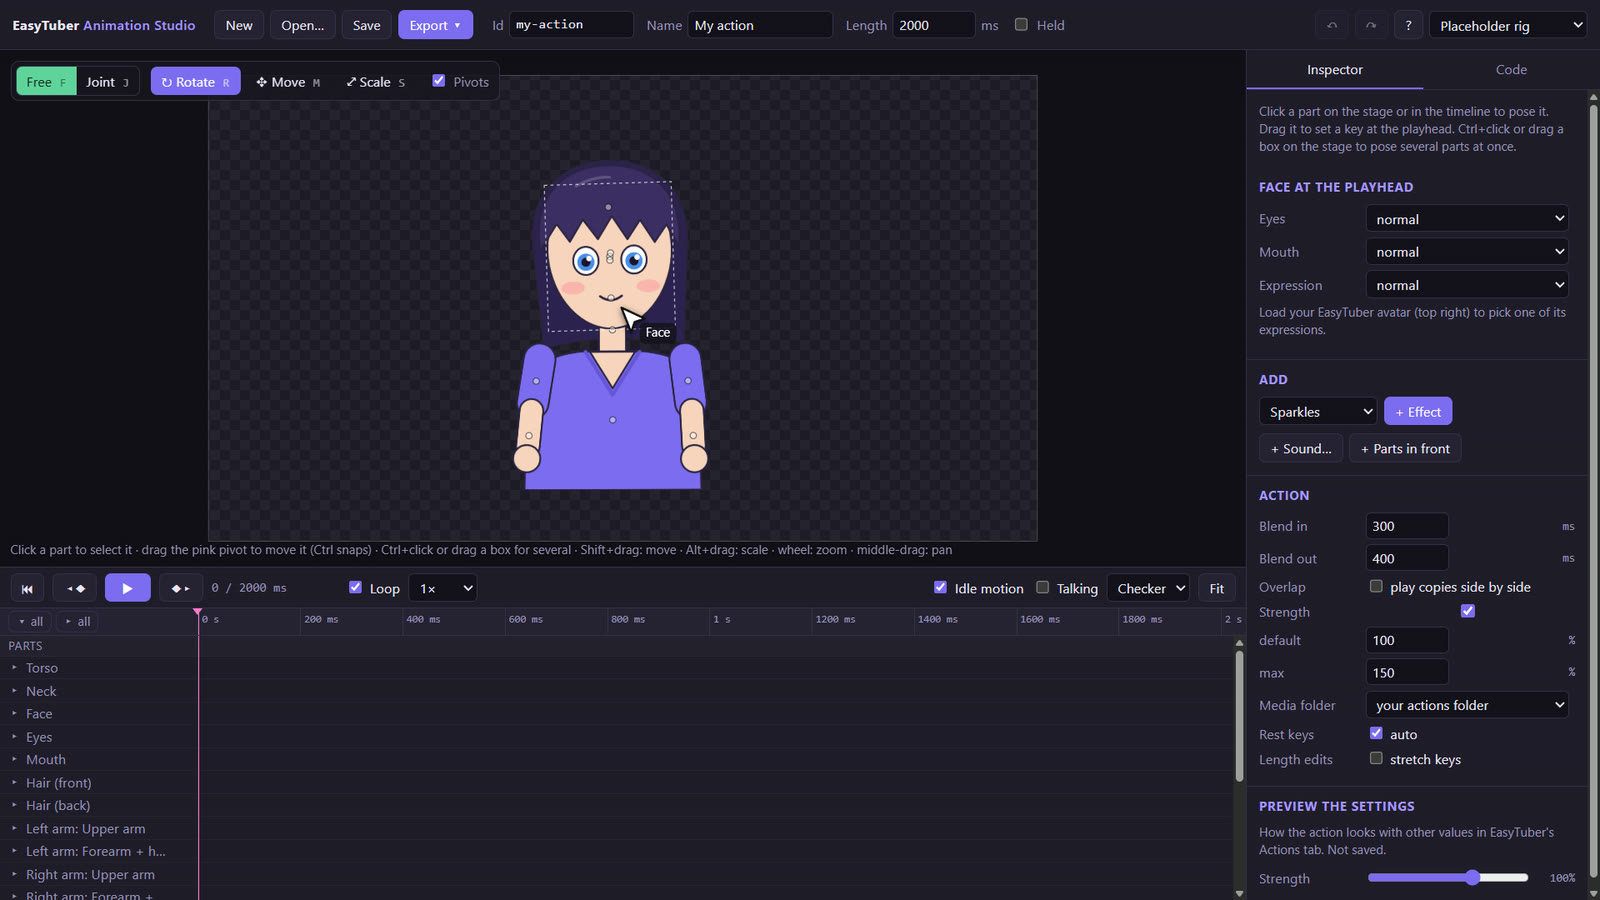 EasyTuber Animation Studio New Open... Save Export ▾ Id my-action Name My action Length 2000 ms Held ? Placeholder rig
Free F Joint J Rotate R Move M Scale S Pivots
Face
Click a part to select it · drag the pink pivot to move it (Ctrl snaps) · Ctrl+click or drag a box for several · Shift+drag: move · Alt+drag: scale · wheel: zoom · middle-drag: pan
0 / 2000 ms Loop 1× Idle motion Talking Checker Fit
▾ all ▸ all 0 s 200 ms 400 ms 600 ms 800 ms 1 s 1200 ms 1400 ms 1600 ms 1800 ms 2 s
PARTS
Torso
Neck
Face
Eyes
Mouth
Hair (front)
Hair (back)
Left arm: Upper arm
Left arm: Forearm + h...
Right arm: Upper arm
Right arm: Forearm +
Inspector Code
Click a part on the stage or in the timeline to pose it.
Drag it to set a key at the playhead. Ctrl+click or drag a
box on the stage to pose several parts at once.
FACE AT THE PLAYHEAD
Eyes normal
Mouth normal
Expression normal
Load your EasyTuber avatar (top right) to pick one of its
expressions.
ADD
Sparkles + Effect
+ Sound... + Parts in front
ACTION
Blend in 300 ms
Blend out 400 ms
Overlap play copies side by side
Strength
default 100 %
max 150 %
Media folder your actions folder
Rest keys auto
Length edits stretch keys
PREVIEW THE SETTINGS
How the action looks with other values in EasyTuber's
Actions tab. Not saved.
Strength 100%